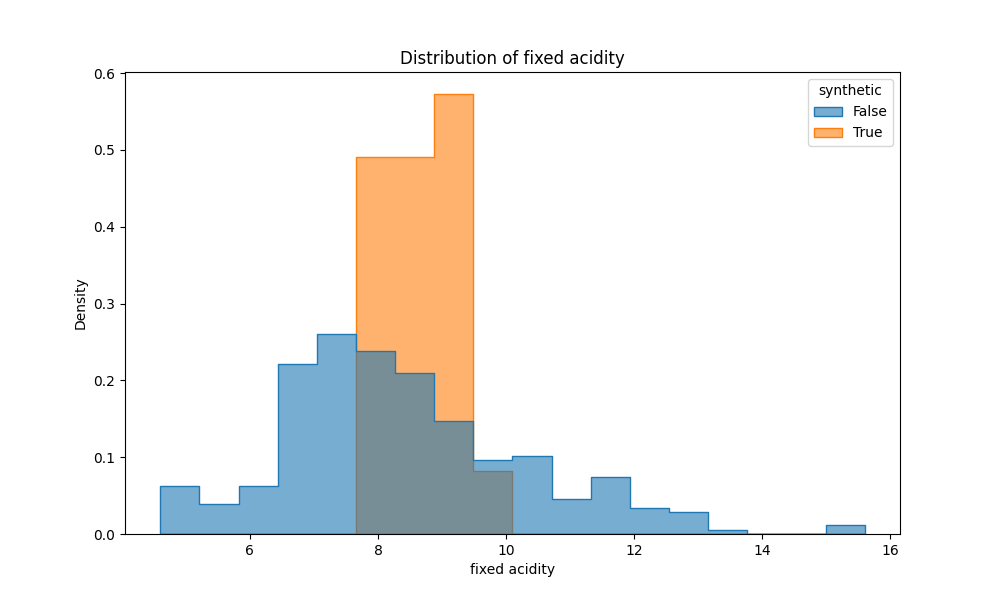 Distribution of fixed acidity
synthetic
False
True
Density
0.6
0.5
0.4
0.3
0.2
0.1
0.0
6 8 10 12 14 16
fixed acidity